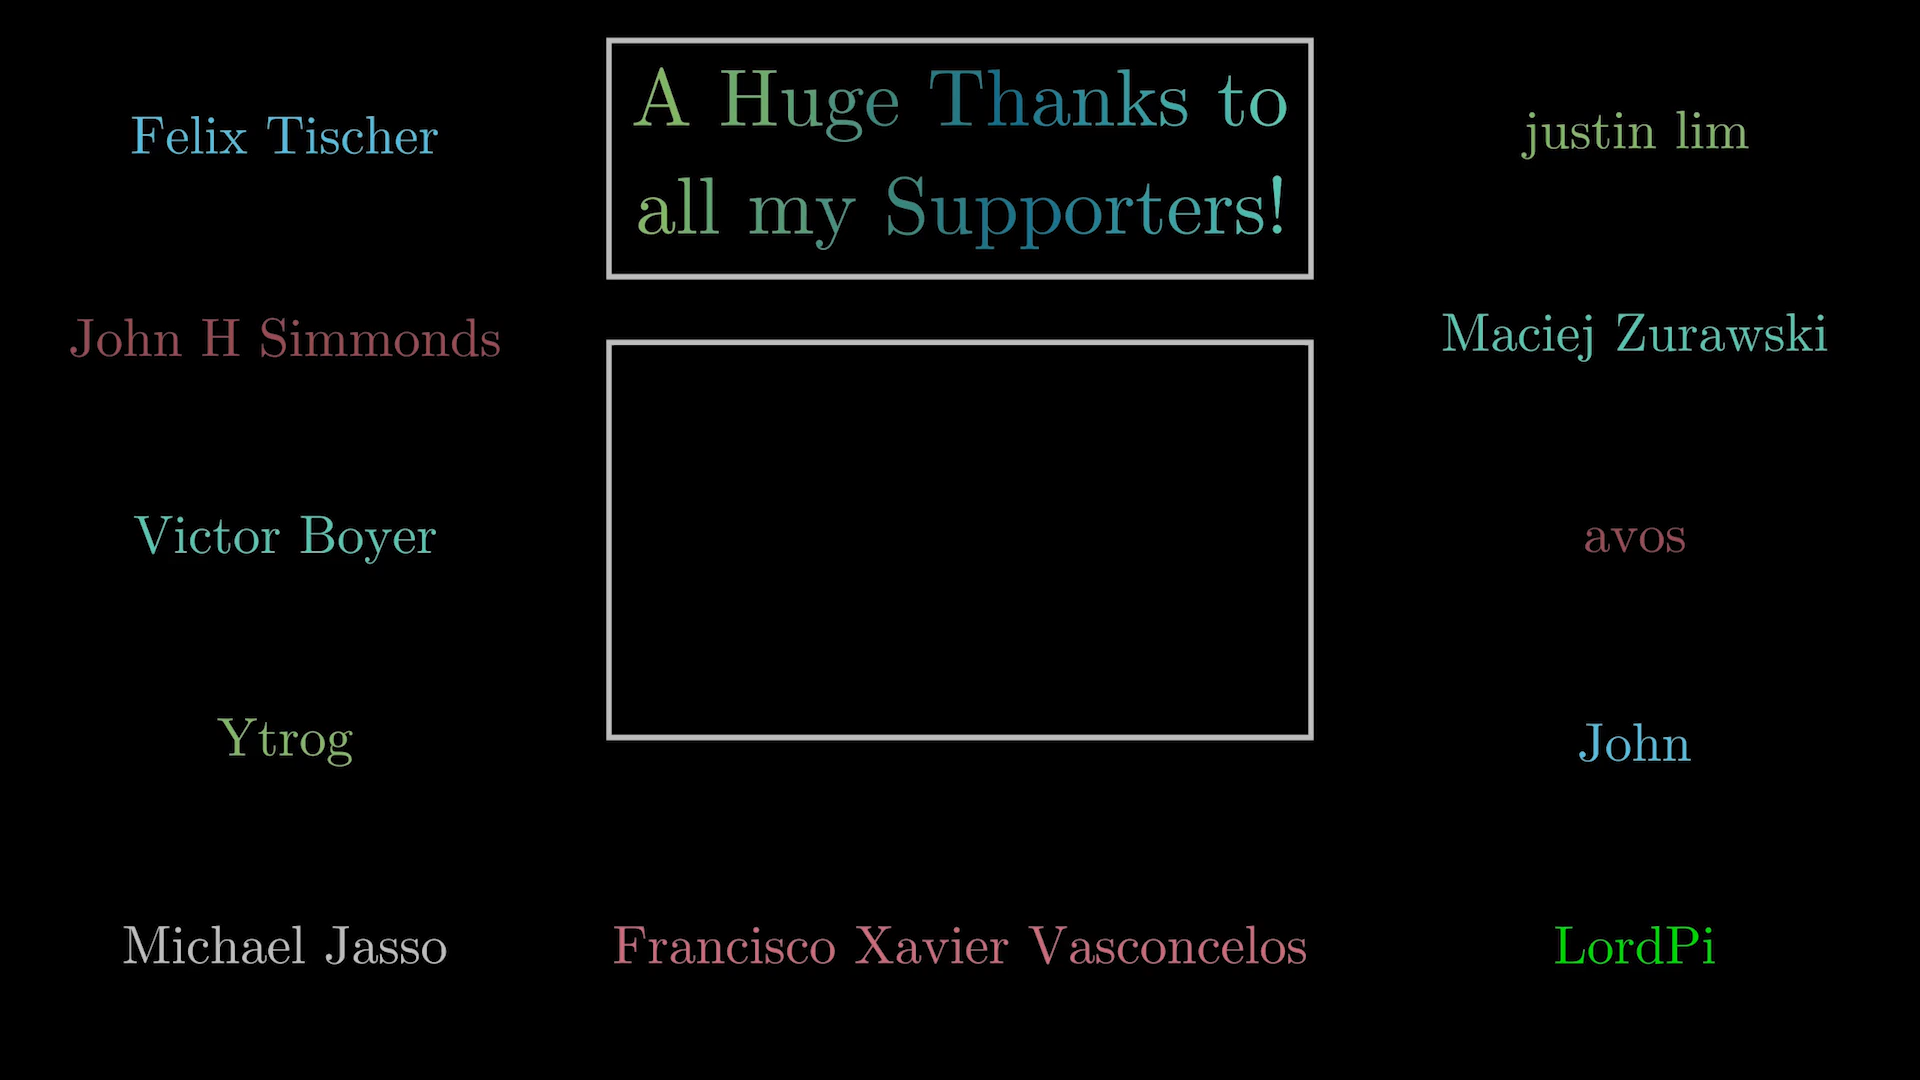 A Huge Thanks to
all my Supporters!
Felix Tischer
justin lim
John H Simmonds
Maciej Zurawski
Victor Boyer
avos
Ytrog
John
Michael Jasso
Francisco Xavier Vasconcelos
LordPi